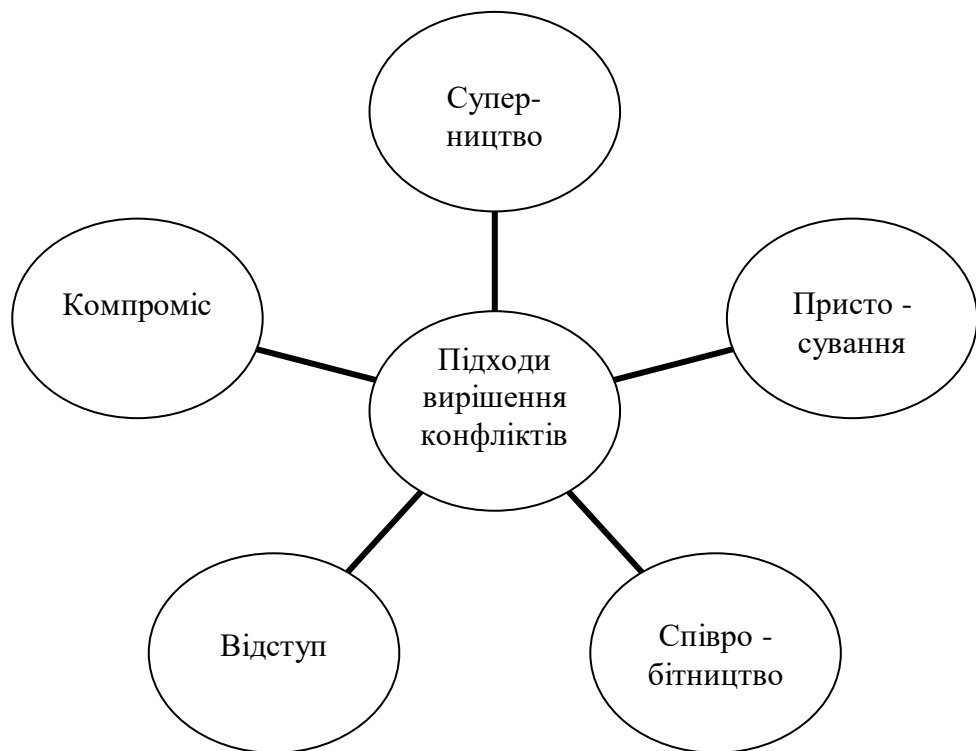 Супер-
ництво
Компроміс
Присто -
сування
Підходи
вирішення
конфліктів
Відступ
Співро -
бітництво